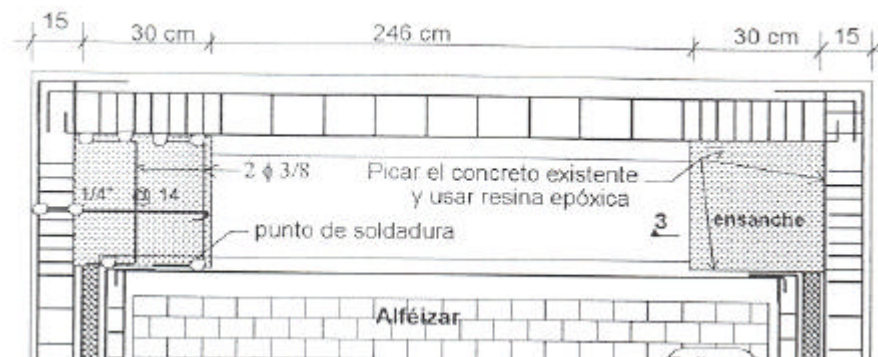 15
30 cm
246 cm
30 cm
15
2 ϕ 3/8
Picar el concreto existente
y usar resina epóxica
1/4" @ 14
3
ensanche
punto de soldadura
Alféizar